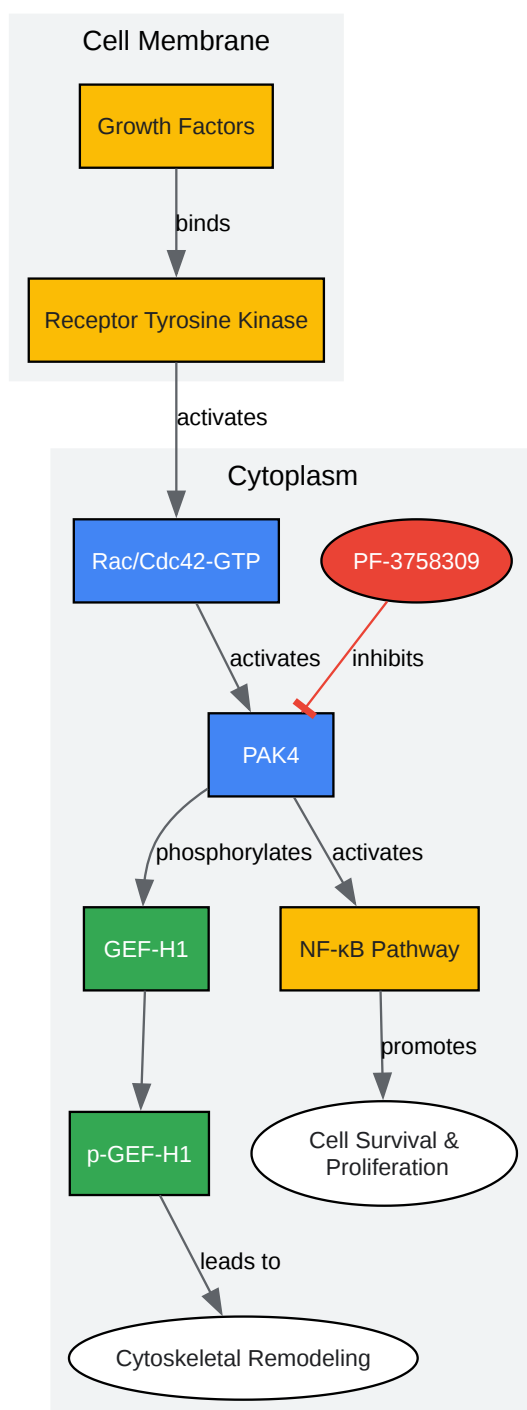 Cell Membrane
Growth Factors
binds
Receptor Tyrosine Kinase
activates
Cytoplasm
Rac/Cdc42-GTP
PF-3758309
activates
inhibits
PAK4
phosphorylates
activates
GEF-H1
NF-κB Pathway
promotes
p-GEF-H1
Cell Survival &
Proliferation
leads to
Cytoskeletal Remodeling